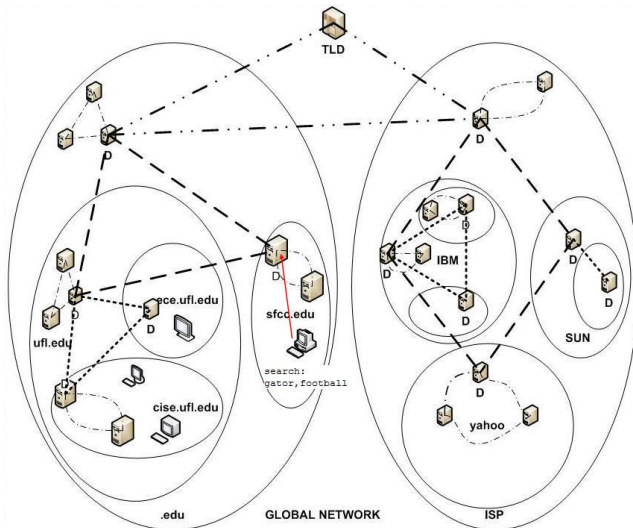 TLD
D
D
D
IBM
D
D
D
D
ece.ufl.edu
D
D
D
SUN
ufl.edu
sfcc.edu
search:
gator,football
D
cise.ufl.edu
D
yahoo
.edu
GLOBAL NETWORK
ISP